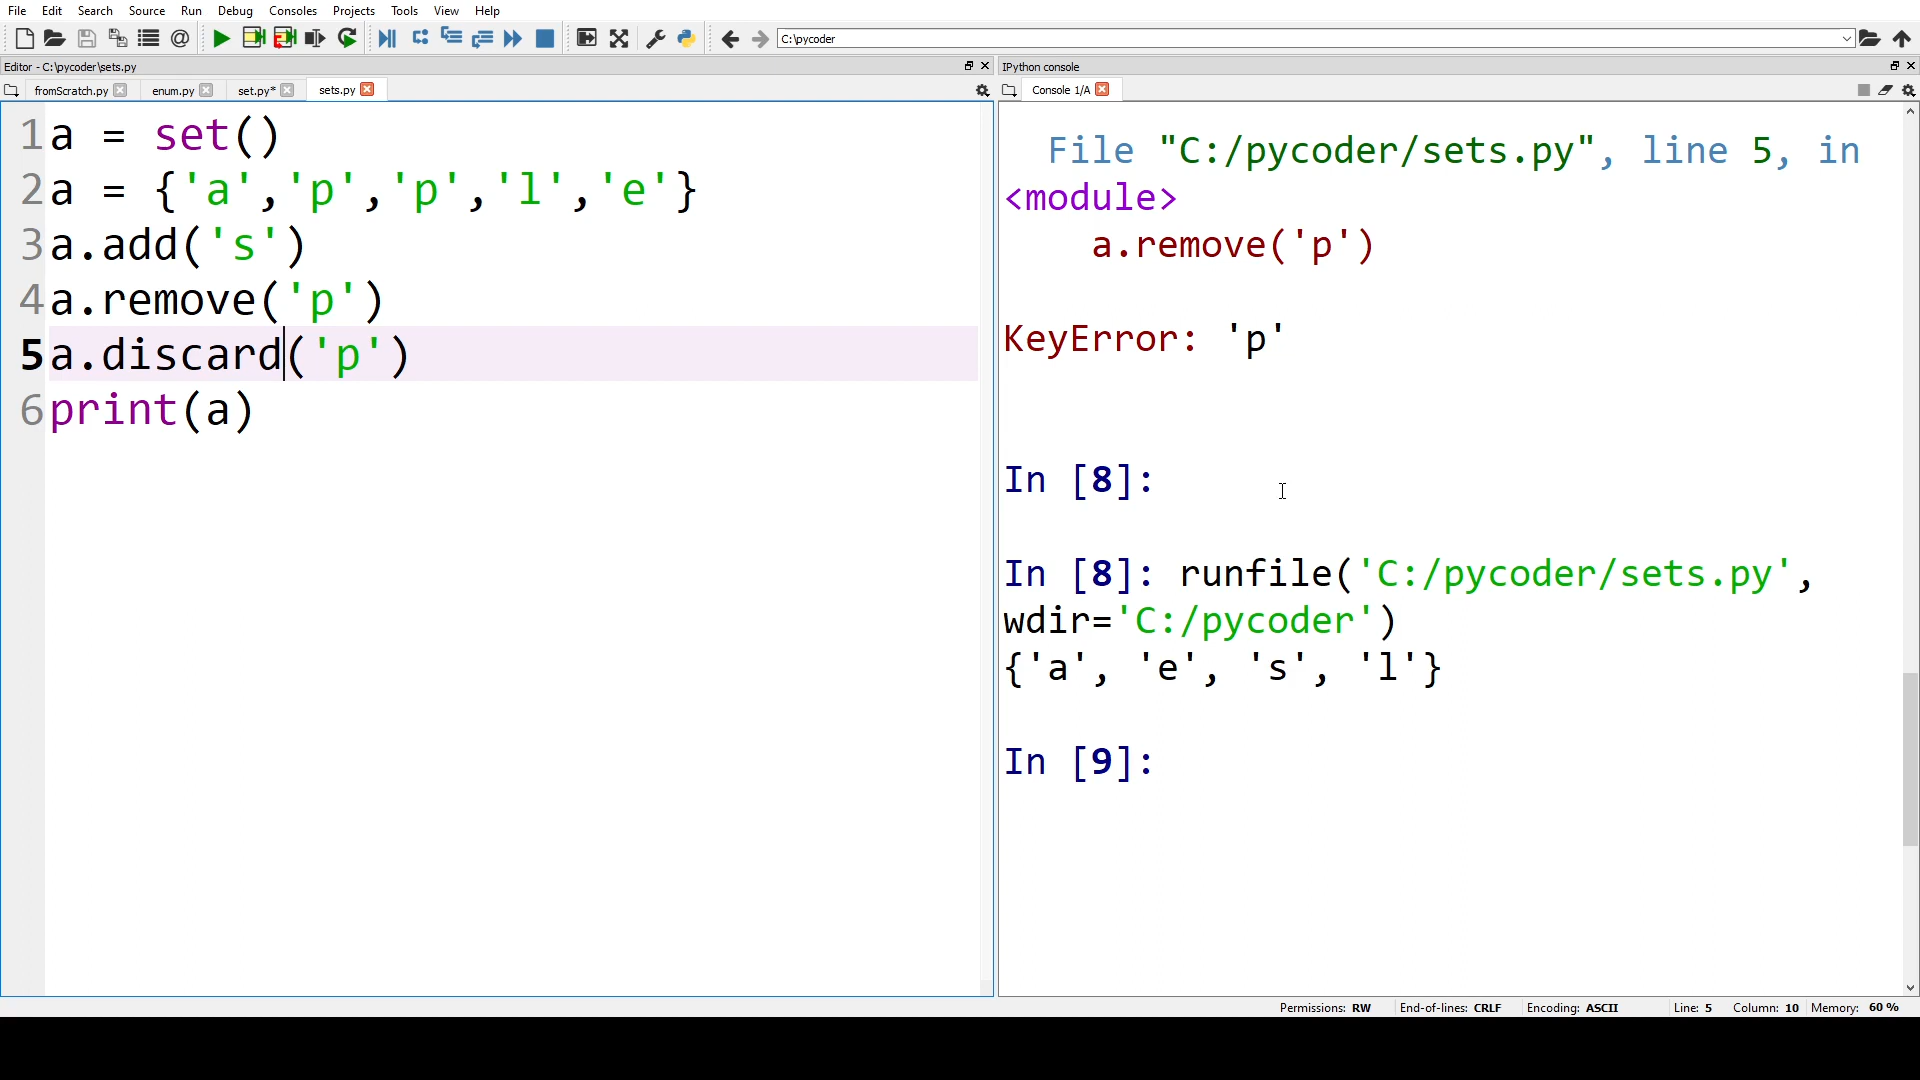 File Edit Search Source Run Debug Consoles Projects Tools View Help
C:\pycoder
Editor - C:\pycoder\sets.py
fromScratch.py enum.py set.py* sets.py
1 a = set()
2 a = {'a','p','p','l','e'}
3 a.add('s')
4 a.remove('p')
5 a.discard('p')
6 print(a)
IPython console
Console 1/A
File "C:/pycoder/sets.py", line 5, in
<module>
a.remove('p')
KeyError: 'p'
In [8]:
In [8]: runfile('C:/pycoder/sets.py',
wdir='C:/pycoder')
{'a', 'e', 's', 'l'}
In [9]:
Permissions: RW End-of-lines: CRLF Encoding: ASCII Line: 5 Column: 10 Memory: 60 %